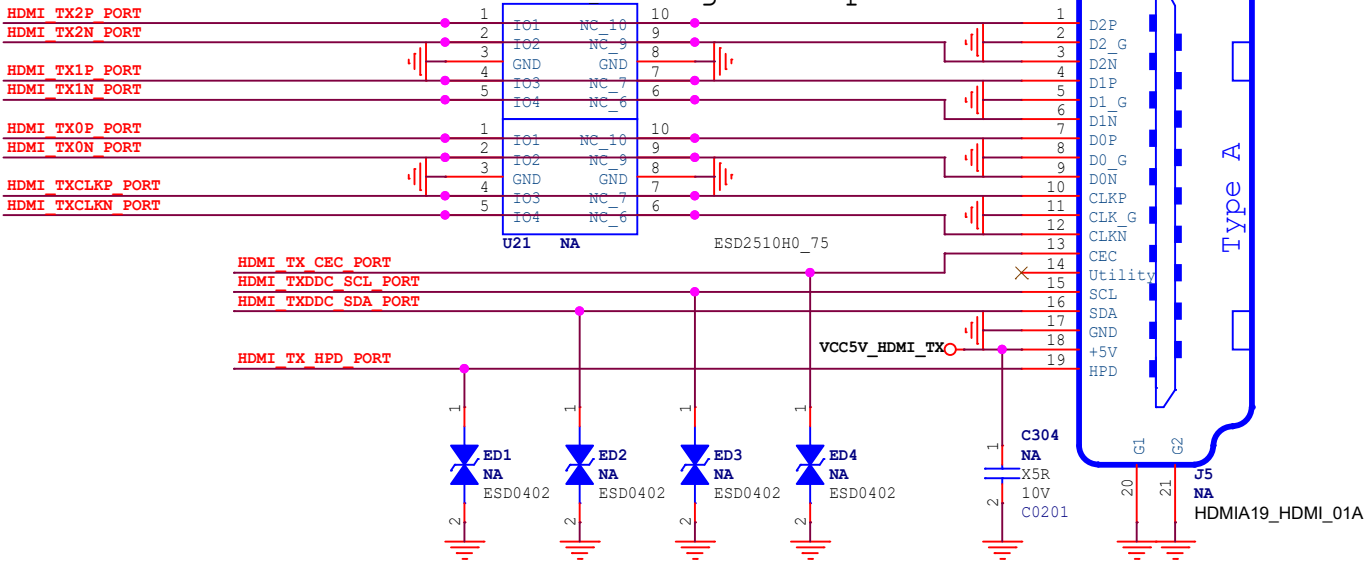 HDMI_TX2P_PORT
HDMI_TX2N_PORT
HDMI_TX1P_PORT
HDMI_TX1N_PORT
HDMI_TX0P_PORT
HDMI_TX0N_PORT
HDMI_TXCLKP_PORT
HDMI_TXCLKN_PORT
1 IO1 NC_10 10
2 IO2 NC_9 9
3 GND GND 8
4 IO3 NC_7 7
5 IO4 NC_6 6
1 IO1 NC_10 10
2 IO2 NC_9 9
3 GND GND 8
4 IO3 NC_7 7
5 IO4 NC_6 6
U21 NA
ESD2510H0_75
HDMI_TX_CEC_PORT
HDMI_TXDDC_SCL_PORT
HDMI_TXDDC_SDA_PORT
HDMI_TX_HPD_PORT
VCC5V_HDMI_TX
1 D2P
2 D2_G
3 D2N
4 D1P
5 D1_G
6 D1N
7 D0P
8 D0_G
9 D0N
10 CLKP
11 CLK_G
12 CLKN
13 CEC
14 Utility
15 SCL
16 SDA
17 GND
18 +5V
19 HPD
Type A
1
ED1
NA
ESD0402
2
1
ED2
NA
ESD0402
2
1
ED3
NA
ESD0402
2
1
ED4
NA
ESD0402
2
1
C304
NA
X5R
10V
C0201
2
G1 G2
20 21
J5
NA
HDMIA19_HDMI_01A